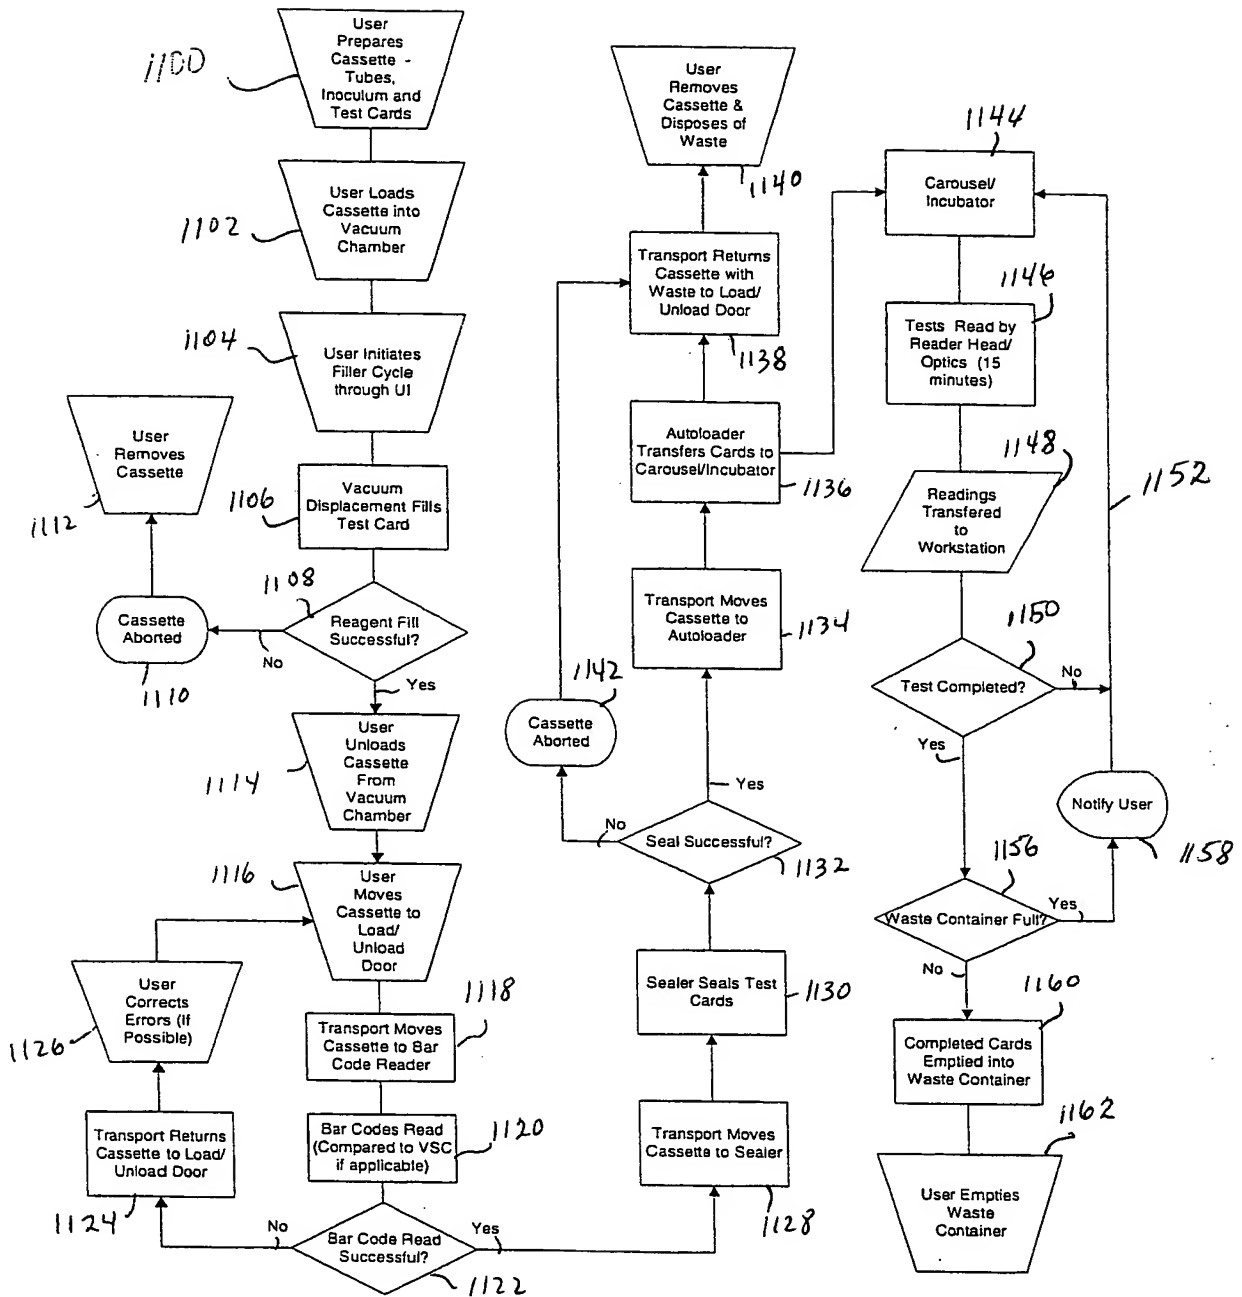 1100
User
Prepares
Cassette -
Tubes,
Inoculum and
Test Cards
1102
User Loads
Cassette into
Vacuum
Chamber
1104
User Initiates
Filler Cycle
through UI
User
Removes
Cassette
1112
1106
Vacuum
Displacement Fills
Test Card
1108
Cassette
Aborted
1110
No
Reagent Fill
Successful?
Yes
1114
User
Unloads
Cassette
From
Vacuum
Chamber
1116
User
Moves
Cassette to
Load/
Unload
Door
User
Corrects
Errors (If
Possible)
1126
1118
Transport Moves
Cassette to Bar
Code Reader
Transport Returns
Cassette to Load/
Unload Door
1124
Bar Codes Read
(Compared to VSC
if applicable)
1120
No
Bar Code Read
Successful?
Yes
1122
User
Removes
Cassette &
Disposes of
Waste
1140
Transport Returns
Cassette with
Waste to Load/
Unload Door
1138
Autoloader
Transfers Cards to
Carousel/Incubator
1136
Transport Moves
Cassette to
Autoloader
1134
1142
Cassette
Aborted
Yes
No
Seal Successful?
1132
Sealer Seals Test
Cards
1130
Transport Moves
Cassette to Sealer
1128
1144
Carousel/
Incubator
1146
Tests Read by
Reader Head/
Optics (15
minutes)
1148
Readings
Transfered
to
Workstation
1152
1150
Test Completed?
No
Yes
Notify User
1158
1156
Waste Container Full?
Yes
No
1160
Completed Cards
Emptied into
Waste Container
1162
User Empties
Waste
Container